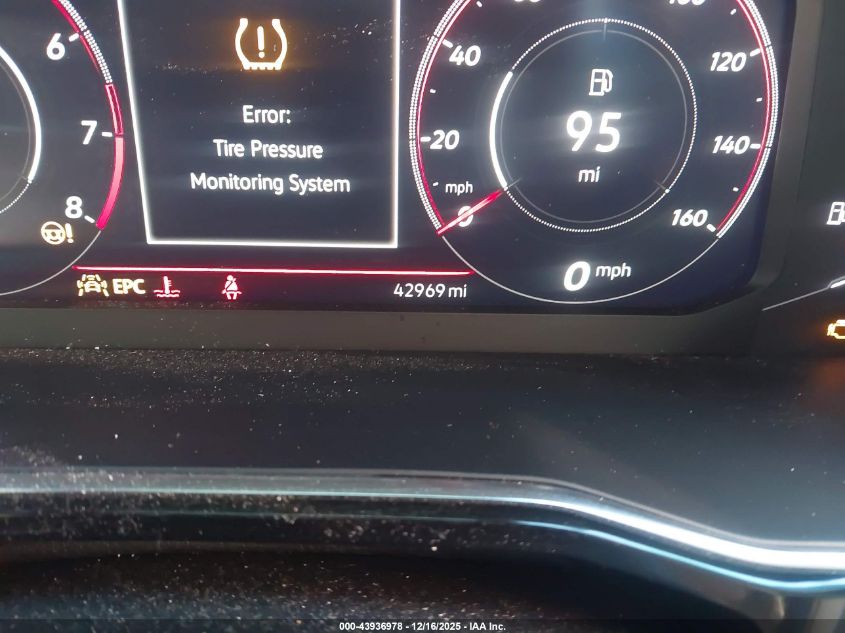 6
7
8
Error:
Tire Pressure
Monitoring System
EPC
42969 mi
40
20
mph
0
120
140
160
95
mi
0 mph
000-43936978 - 12/16/2025 - IAA Inc.